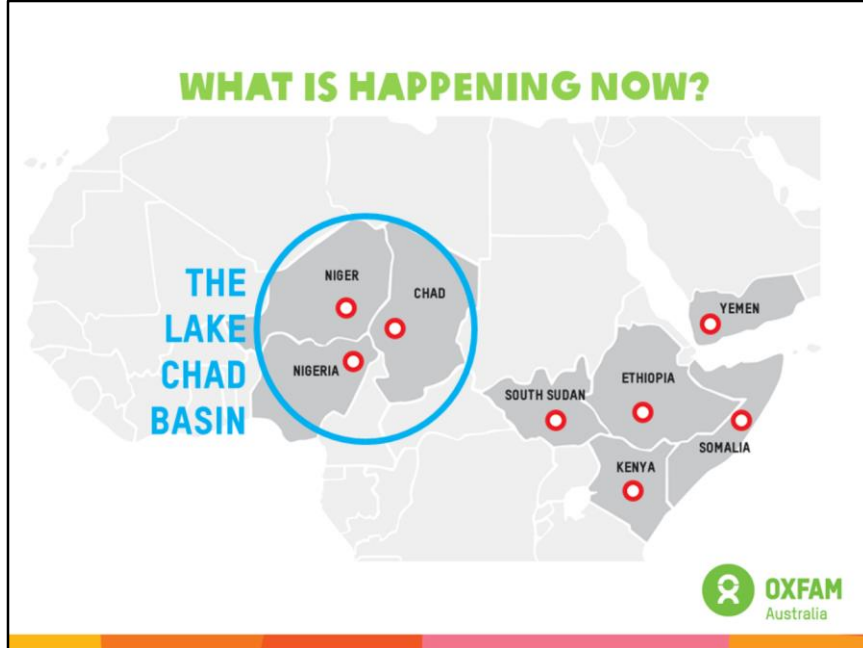 WHAT IS HAPPENING NOW?
THE
LAKE
CHAD
BASIN
NIGER
CHAD
NIGERIA
YEMEN
ETHIOPIA
SOUTH SUDAN
SOMALIA
KENYA
OXFAM
Australia